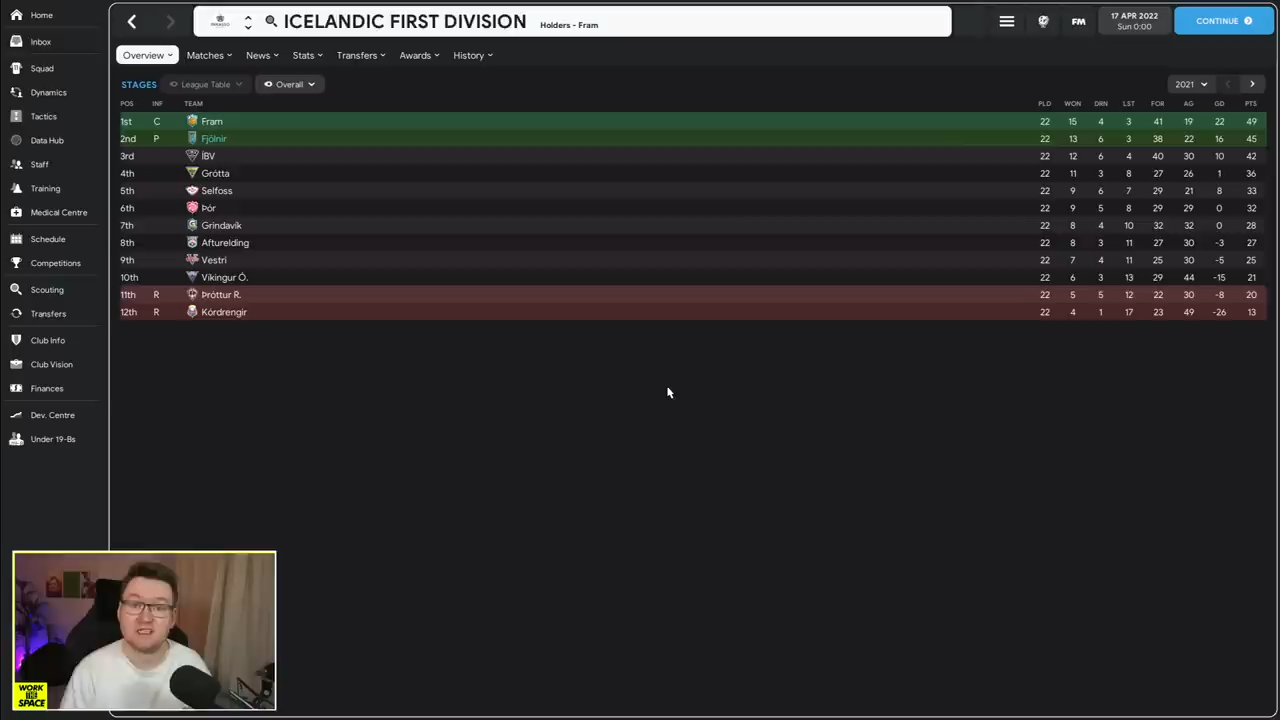 Home
Inbox
Squad
Dynamics
Tactics
Data Hub
Staff
Training
Medical Centre
Schedule
Competitions
Scouting
Transfers
Club Info
Club Vision
Finances
Dev. Centre
Under 19-Bs
ICELANDIC FIRST DIVISION Holders - Fram
FM 17 APR 2022 Sun 0:00 CONTINUE
Overview Matches News Stats Transfers Awards History
STAGES League Table Overall 2021
POS INF TEAM PLD WON DRN LST FOR AG GD PTS
1st C Fram 22 15 4 3 41 19 22 49
2nd P Fjölnir 22 13 6 3 38 22 16 45
3rd ÍBV 22 12 6 4 40 30 10 42
4th Grótta 22 11 3 8 27 26 1 36
5th Selfoss 22 9 6 7 29 21 8 33
6th Þór 22 9 5 8 29 29 0 32
7th Grindavík 22 8 4 10 32 32 0 28
8th Afturelding 22 8 3 11 27 30 -3 27
9th Vestri 22 7 4 11 25 30 -5 25
10th Víkingur Ó. 22 6 3 13 29 44 -15 21
11th R Þróttur R. 22 5 5 12 22 30 -8 20
12th R Kórdrengir 22 4 1 17 23 49 -26 13
WORK
THE
SPACE